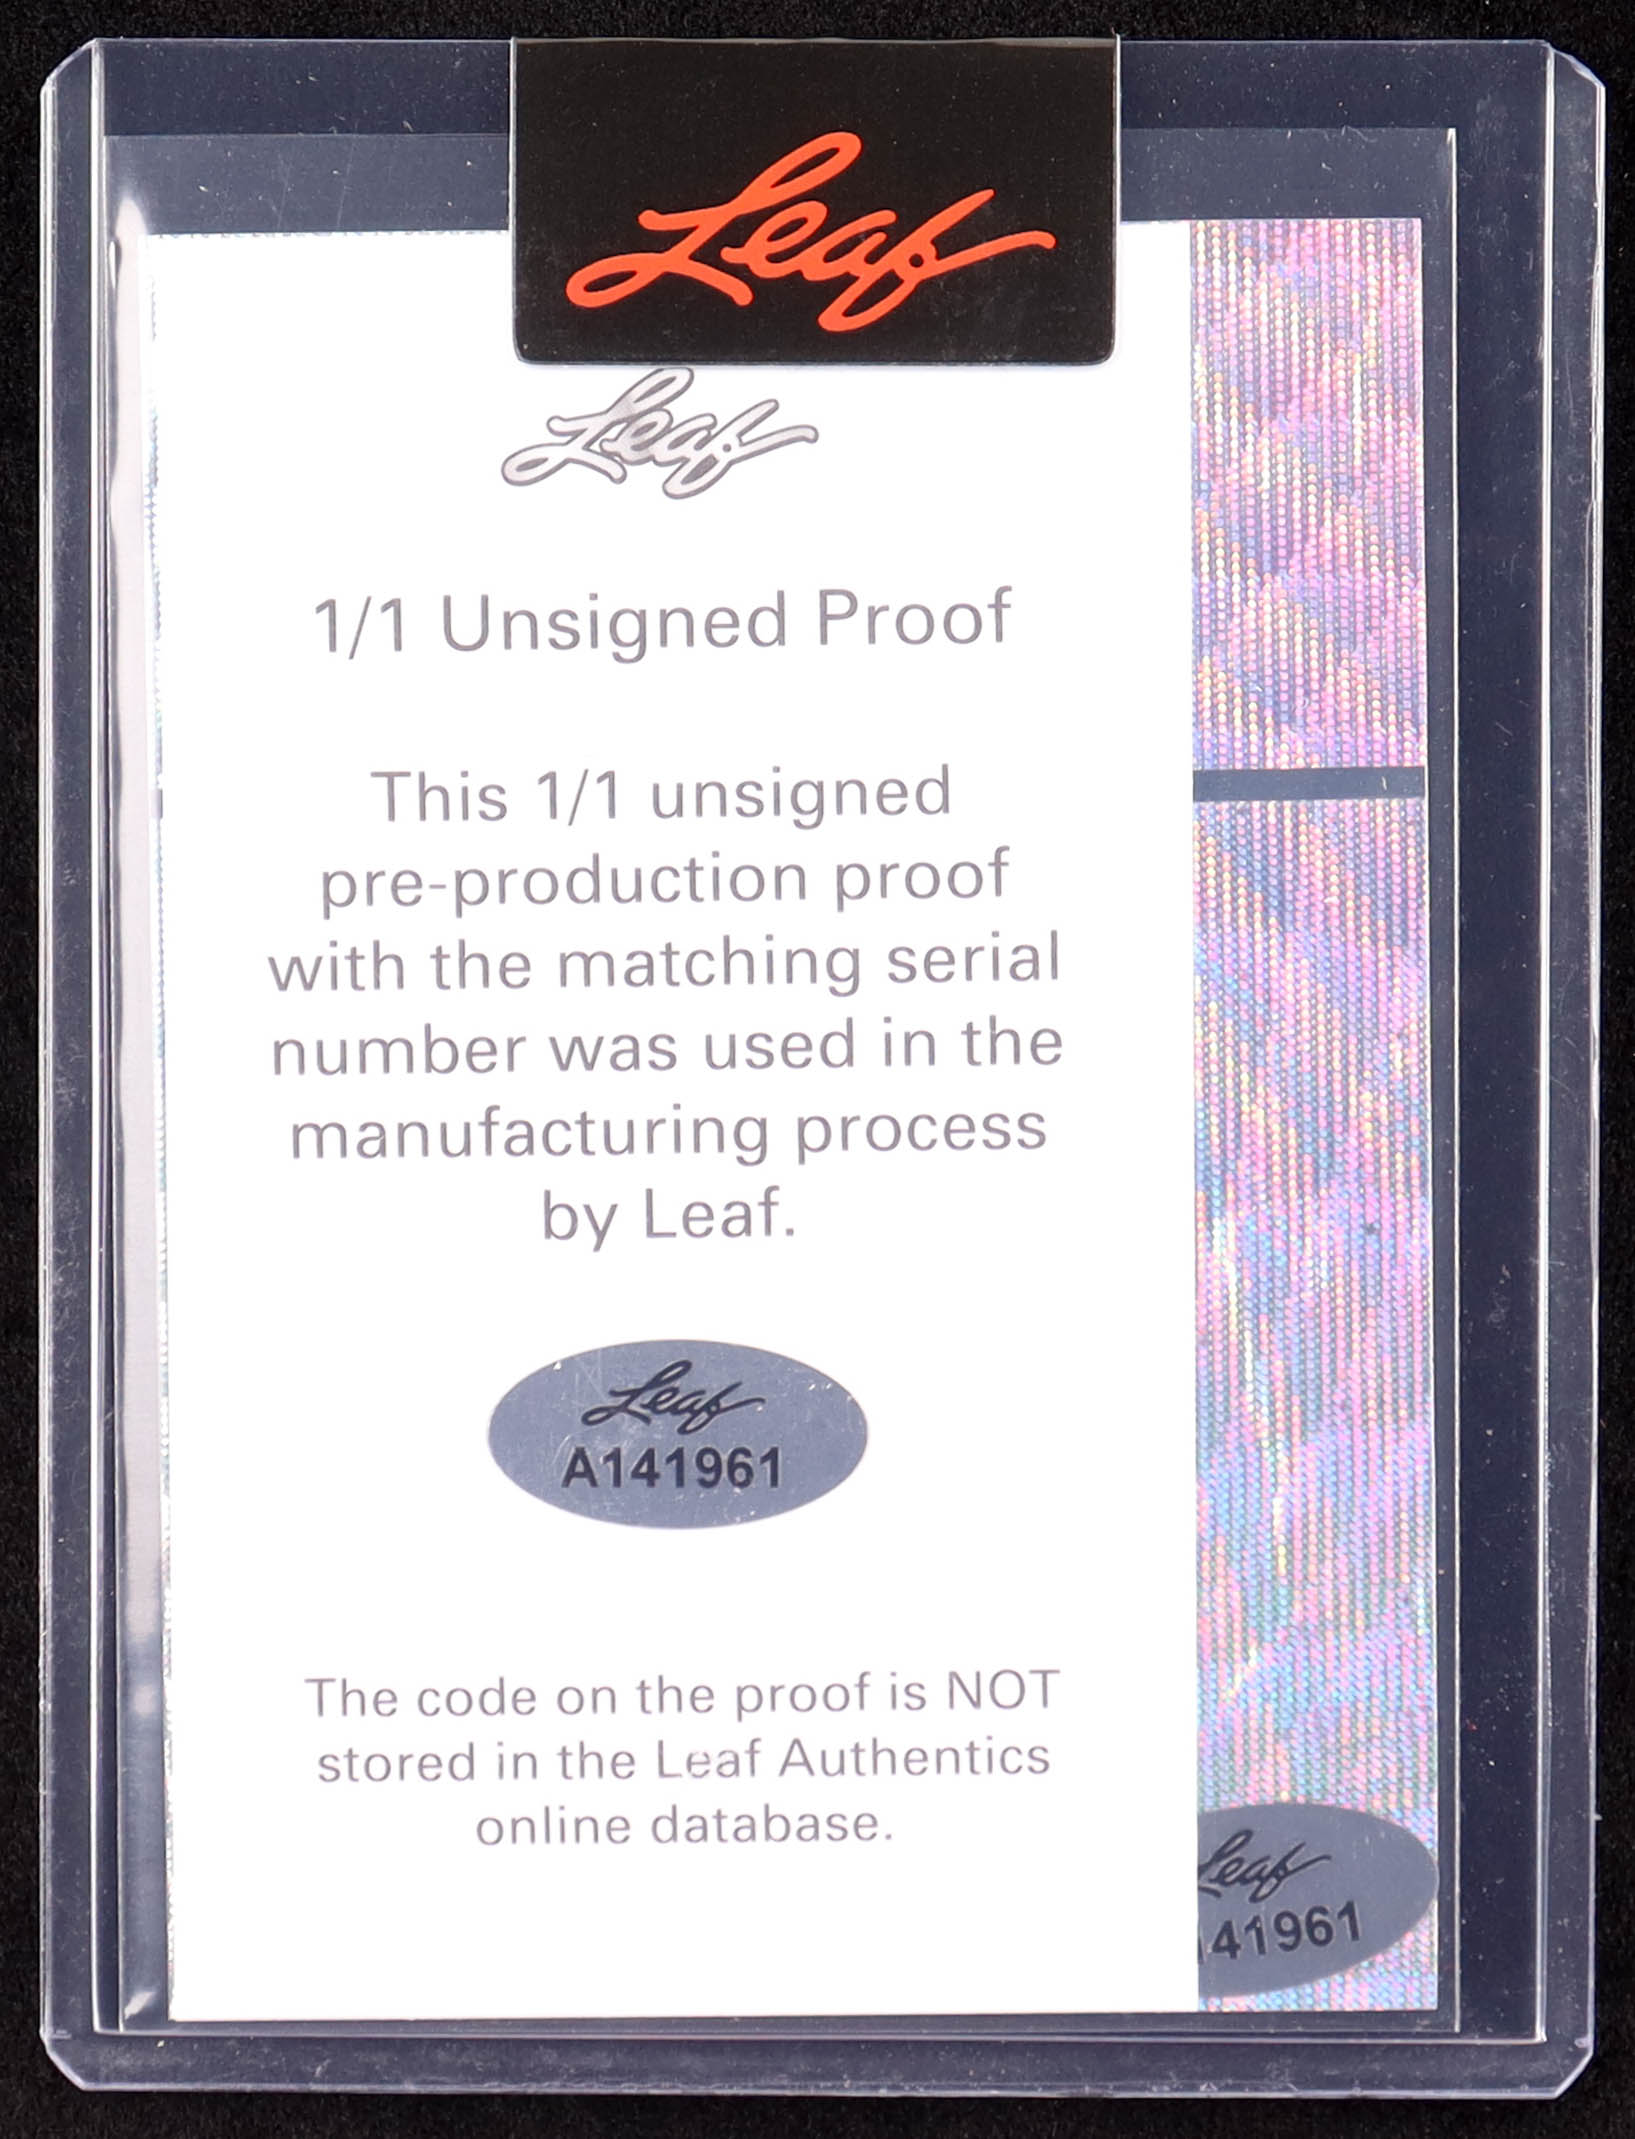 Leaf
Leaf
1/1 Unsigned Proof
This 1/1 unsigned
pre-production proof
with the matching serial
number was used in the
manufacturing process
by Leaf.
Leaf
A141961
The code on the proof is NOT
stored in the Leaf Authentics
online database.
Leaf
41961